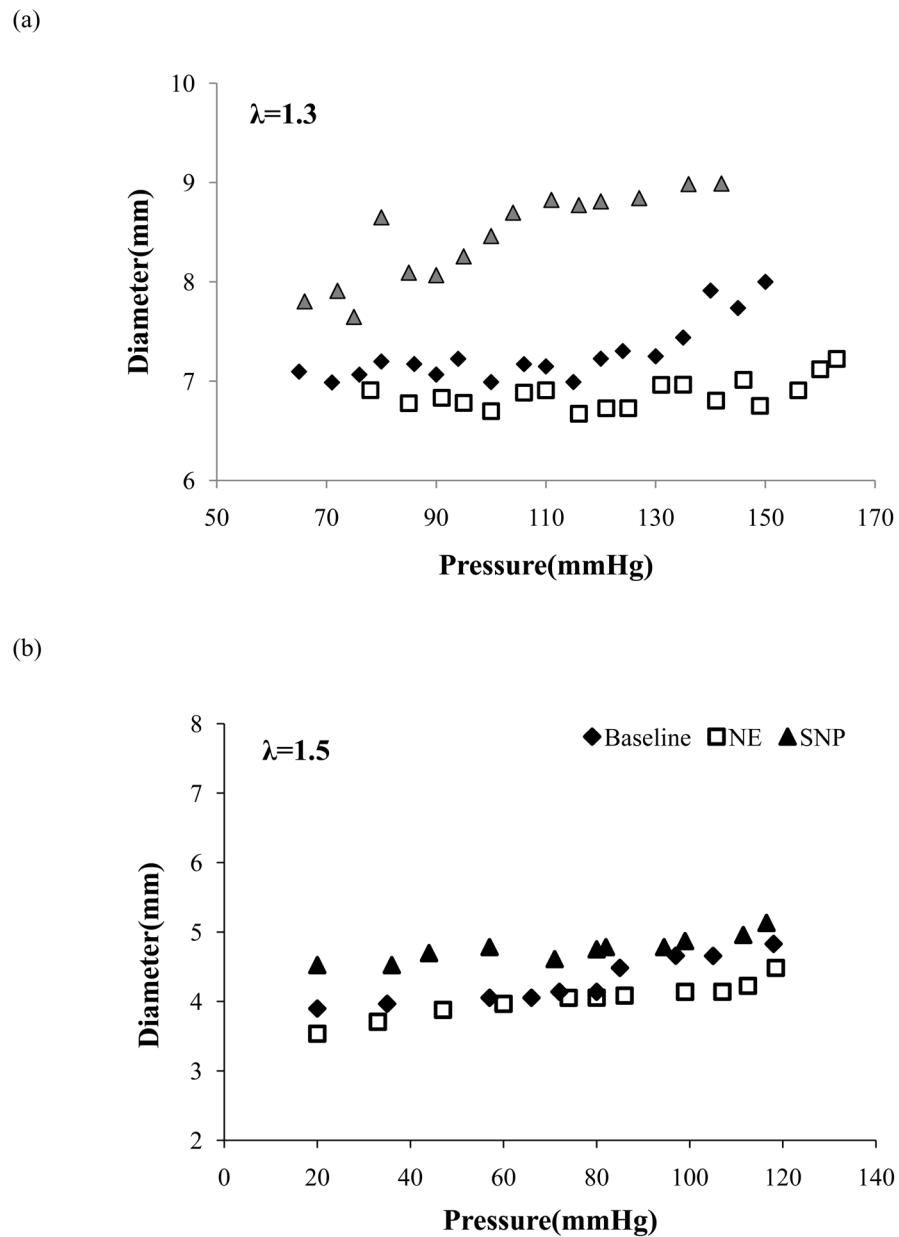 (a)
10
λ=1.3
9
8
7
6
Diameter(mm)
50 70 90 110 130 150 170
Pressure(mmHg)
(b)
8
λ=1.5
Baseline NE SNP
7
6
5
4
3
2
Diameter(mm)
0 20 40 60 80 100 120 140
Pressure(mmHg)